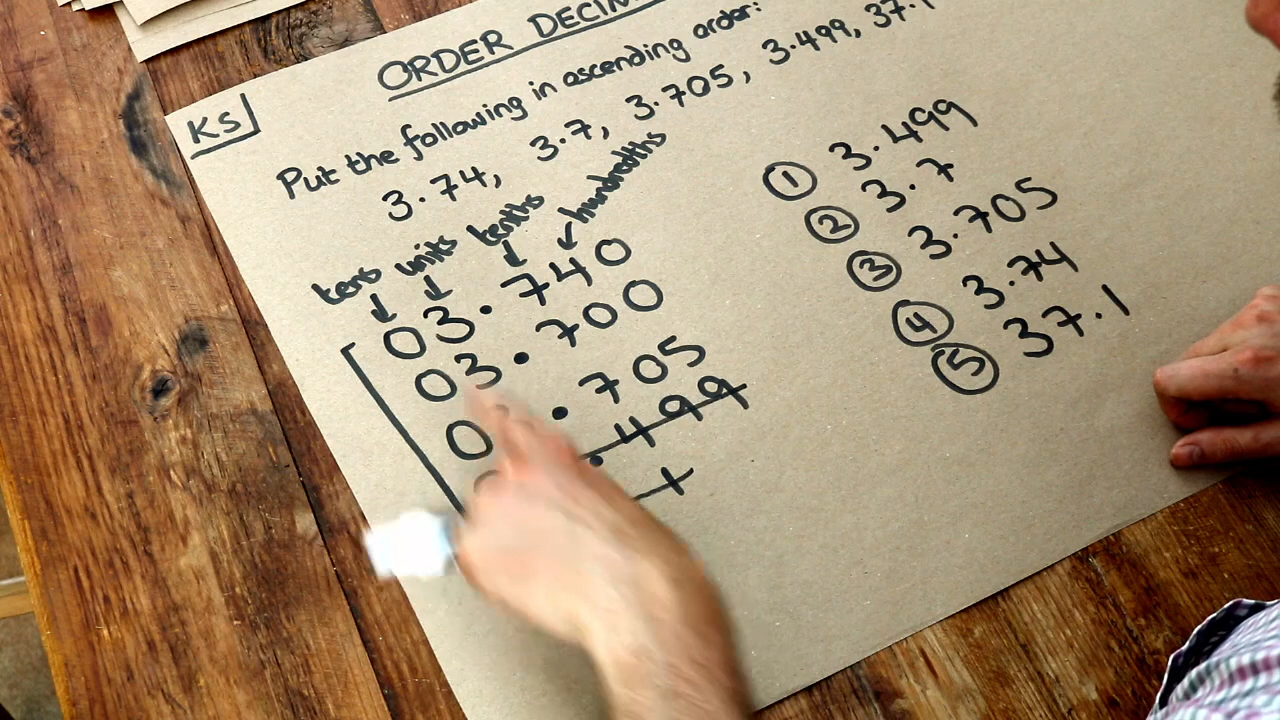 KS
ORDER
Put the following in ascending order:
3.74, 3.7, 3.705, 3.499, 37.1
tens units tenths hundredths
03.740
03.700
0 .705
.499
① 3.499
② 3.7
③ 3.705
④ 3.74
⑤ 37.1